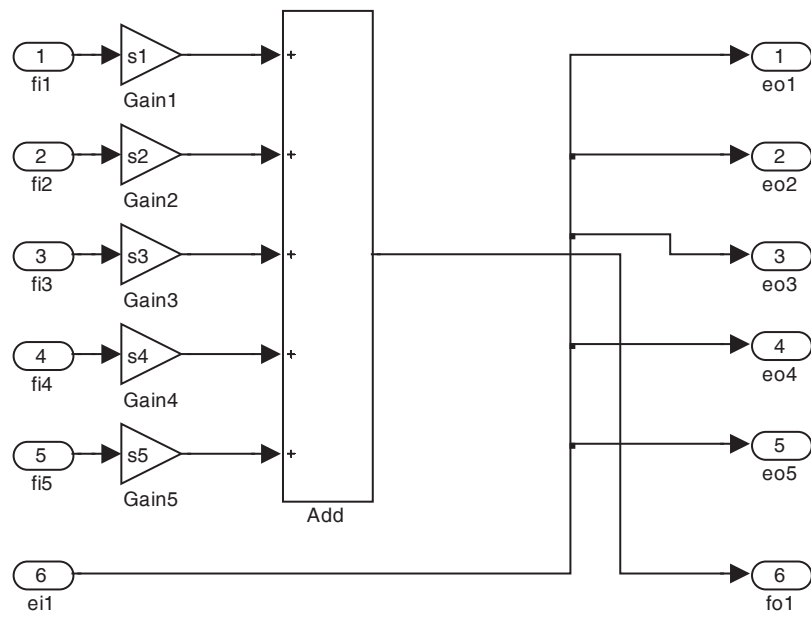 1
fi1
s1
Gain1
+
2
fi2
s2
Gain2
+
3
fi3
s3
Gain3
+
4
fi4
s4
Gain4
+
5
fi5
s5
Gain5
+
Add
6
ei1
1
eo1
2
eo2
3
eo3
4
eo4
5
eo5
6
fo1